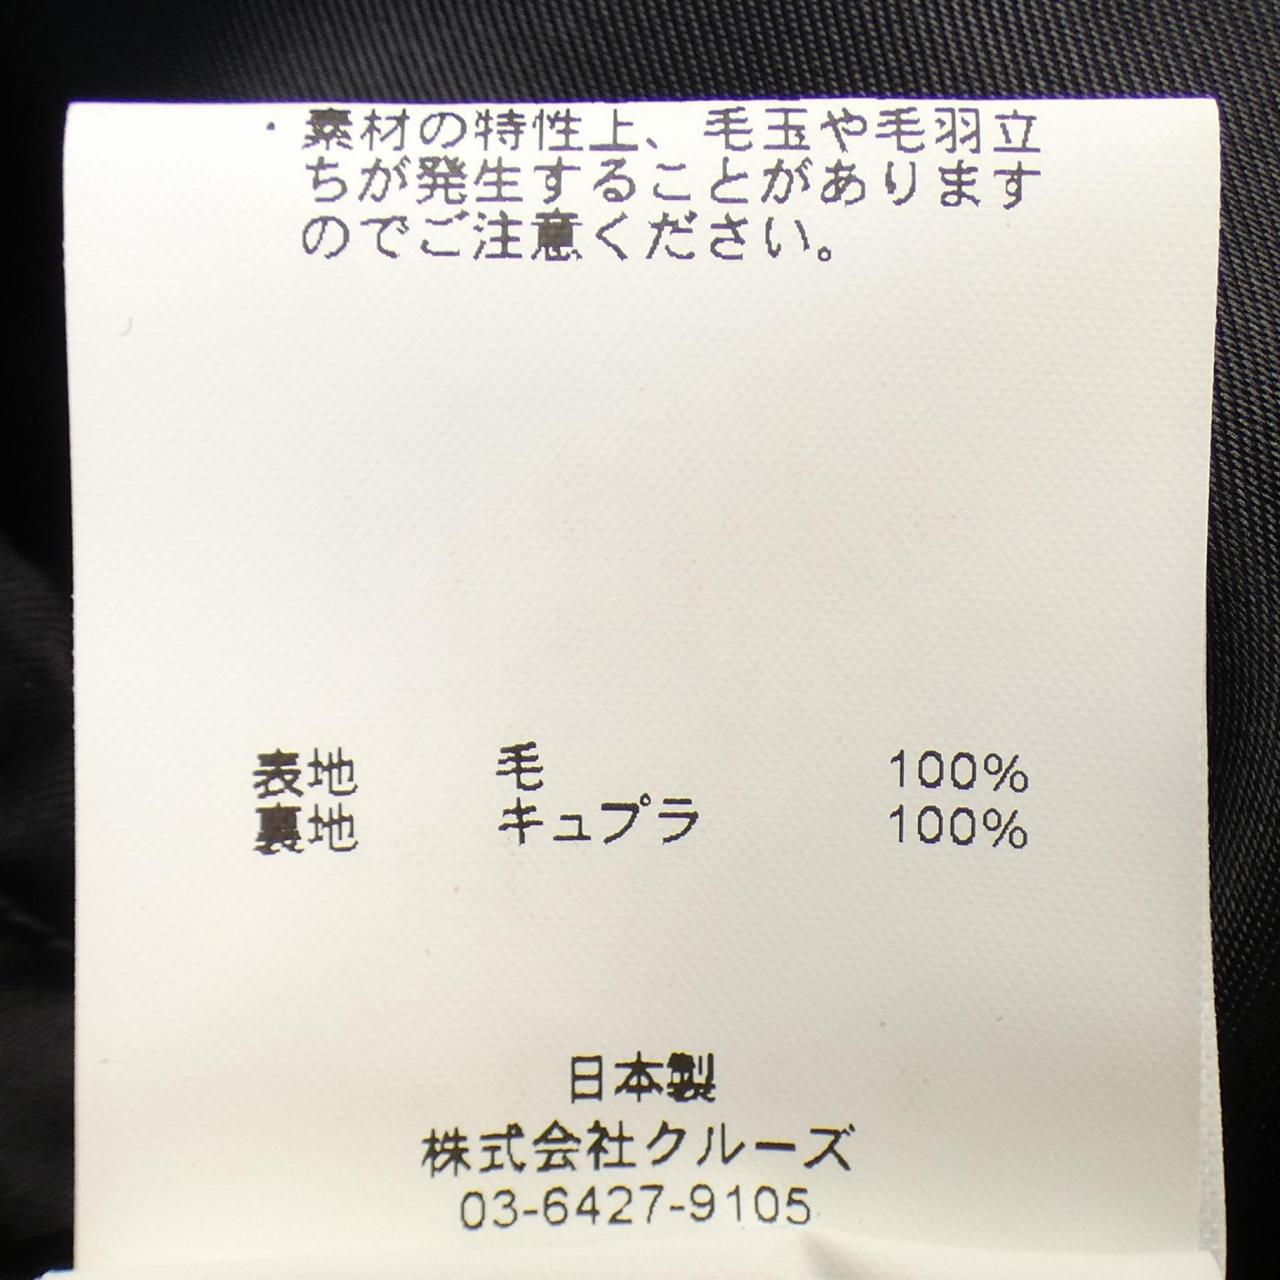 ・素材の特性上、毛玉や毛羽立
ちが発生することがあります
のでご注意ください。
表地 毛 100%
裏地 キュプラ 100%
日本製
株式会社クルーズ
03-6427-9105